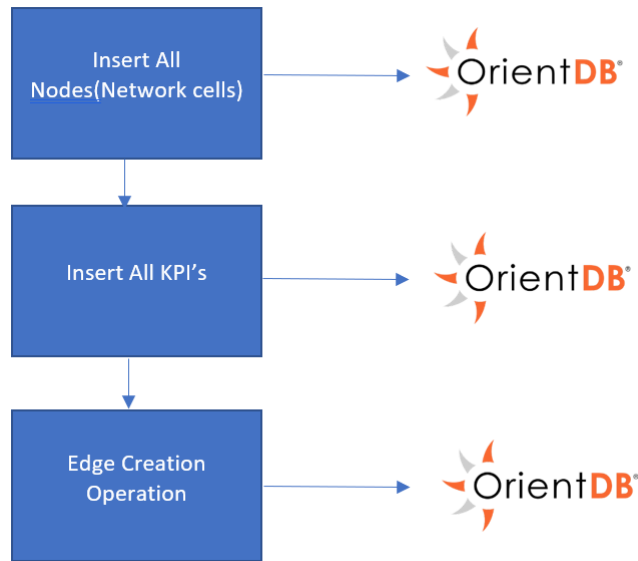 Insert All
Nodes(Network cells)
OrientDB®
Insert All KPI's
OrientDB®
Edge Creation
Operation
OrientDB®